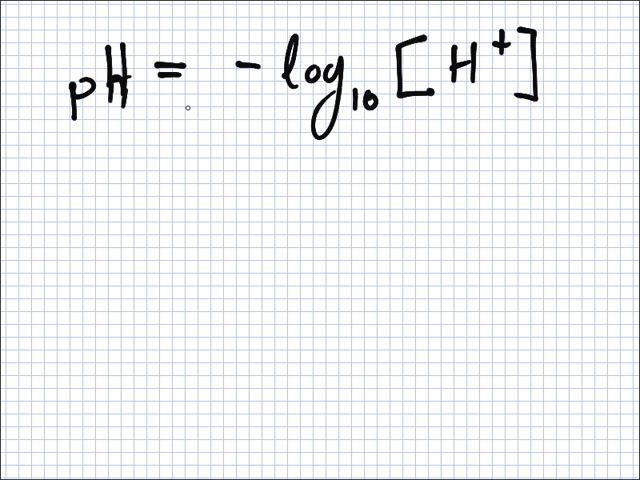 pH = - log₁₀ [H⁺]